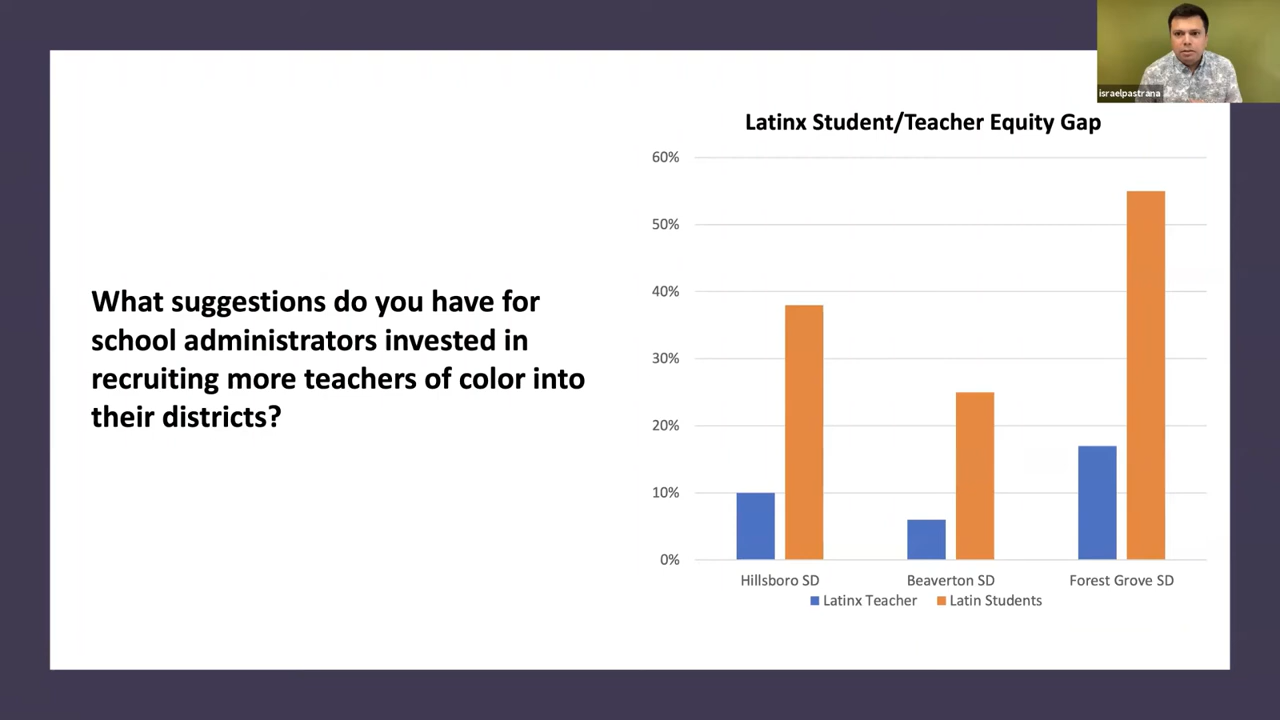 israelpastrana
Latinx Student/Teacher Equity Gap
What suggestions do you have for
school administrators invested in
recruiting more teachers of color into
their districts?
60%
50%
40%
30%
20%
10%
0%
Hillsboro SD Beaverton SD Forest Grove SD
Latinx Teacher Latin Students